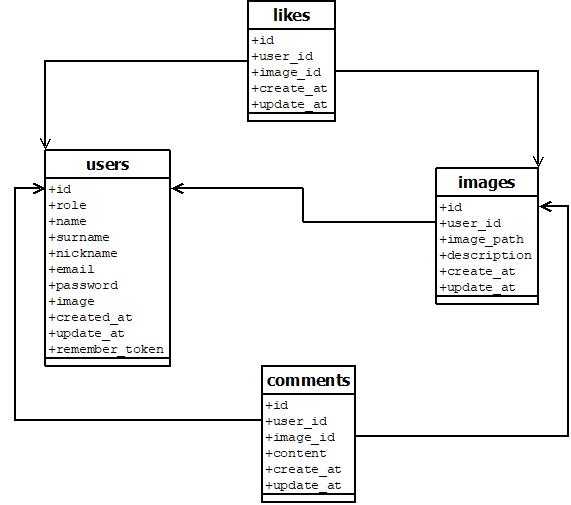 likes
+id
+user_id
+image_id
+create_at
+update_at
users
+id
+role
+name
+surname
+nickname
+email
+password
+image
+created_at
+update_at
+remember_token
images
+id
+user_id
+image_path
+description
+create_at
+update_at
comments
+id
+user_id
+image_id
+content
+create_at
+update_at